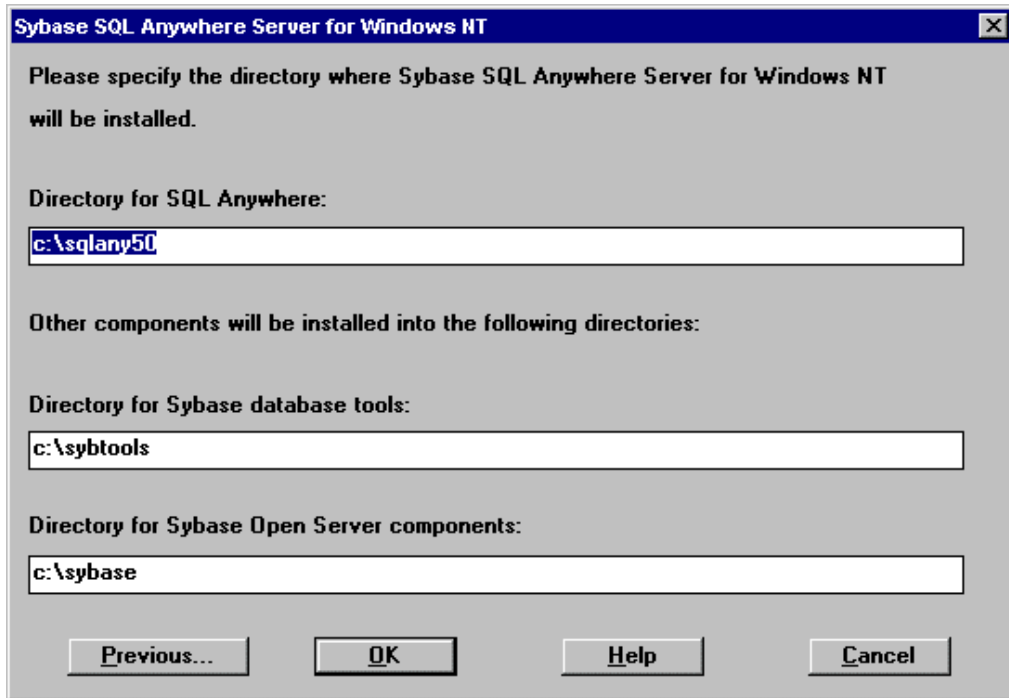 Sybase SQL Anywhere Server for Windows NT
Please specify the directory where Sybase SQL Anywhere Server for Windows NT
will be installed.
Directory for SQL Anywhere:
c:\sqlany50
Other components will be installed into the following directories:
Directory for Sybase database tools:
c:\sybtools
Directory for Sybase Open Server components:
c:\sybase
Previous... OK Help Cancel